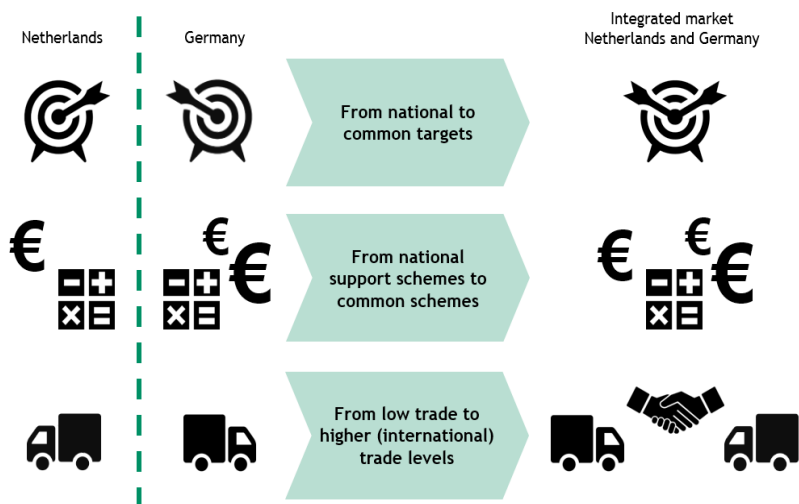 Netherlands
Germany
Integrated market
Netherlands and Germany
From national to
common targets
€
€
€
From national
support schemes to
common schemes
€
€
€
From low trade to
higher (international)
trade levels